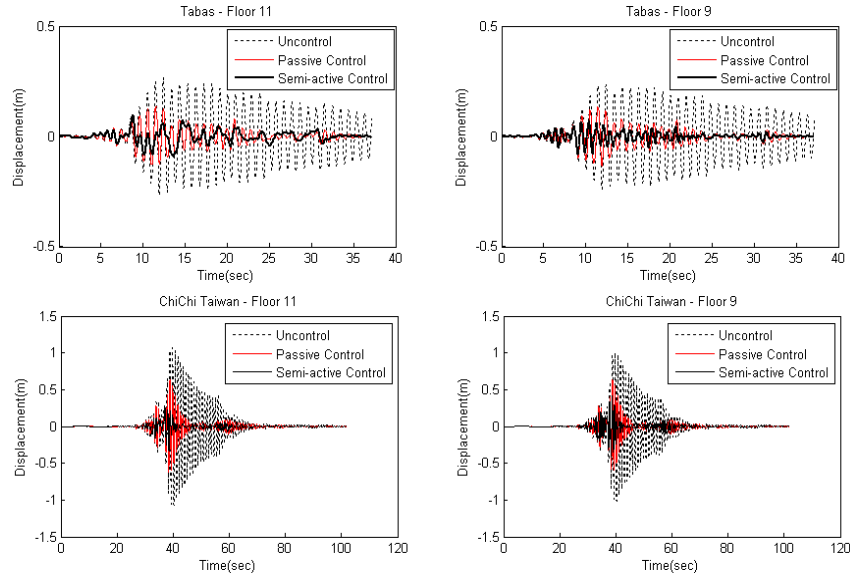 Tabas - Floor 11
0.5
0
-0.5
Displacement(m)
Uncontrol
Passive Control
Semi-active Control
0 5 10 15 20 25 30 35 40
Time(sec)
Tabas - Floor 9
0.5
0
-0.5
Displacement(m)
Uncontrol
Passive Control
Semi-active Control
0 5 10 15 20 25 30 35 40
Time(sec)
ChiChi Taiwan - Floor 11
1.5
1
0.5
0
-0.5
-1
-1.5
Displacement(m)
Uncontrol
Passive Control
Semi-active Control
0 20 40 60 80 100 120
Time(sec)
ChiChi Taiwan - Floor 9
1.5
1
0.5
0
-0.5
-1
-1.5
Displacement(m)
Uncontrol
Passive Control
Semi-active Control
0 20 40 60 80 100 120
Time(sec)